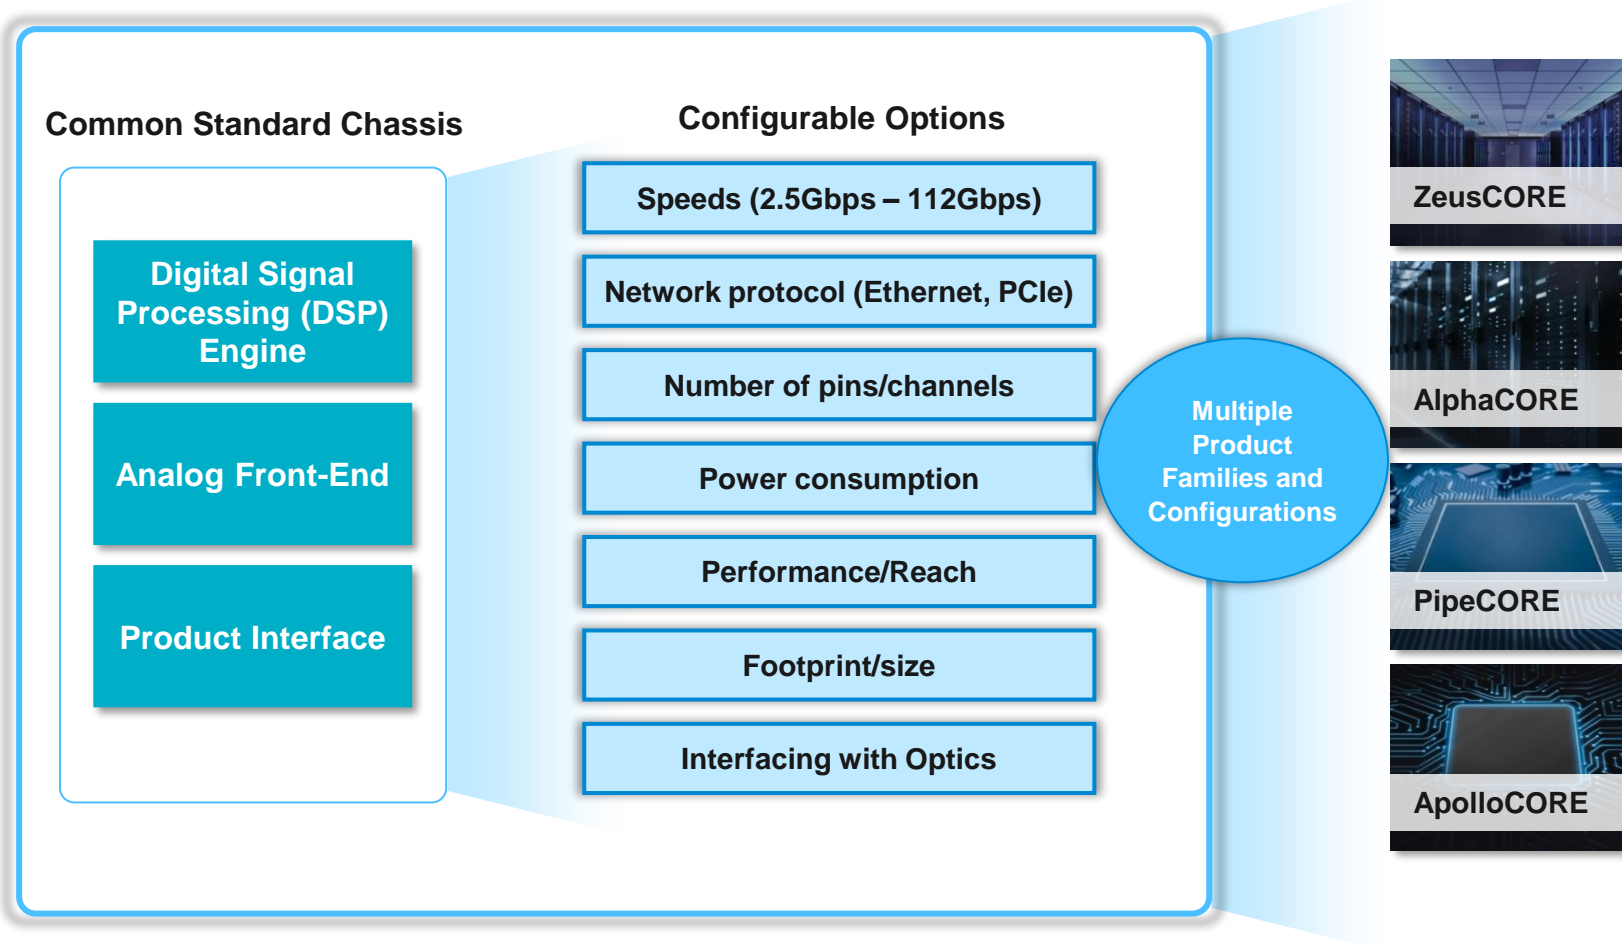 Common Standard Chassis
Digital Signal
Processing (DSP)
Engine
Analog Front-End
Product Interface
Configurable Options
Speeds (2.5Gbps – 112Gbps)
Network protocol (Ethernet, PCIe)
Number of pins/channels
Power consumption
Performance/Reach
Footprint/size
Interfacing with Optics
Multiple
Product
Families and
Configurations
ZeusCORE
AlphaCORE
PipeCORE
ApolloCORE